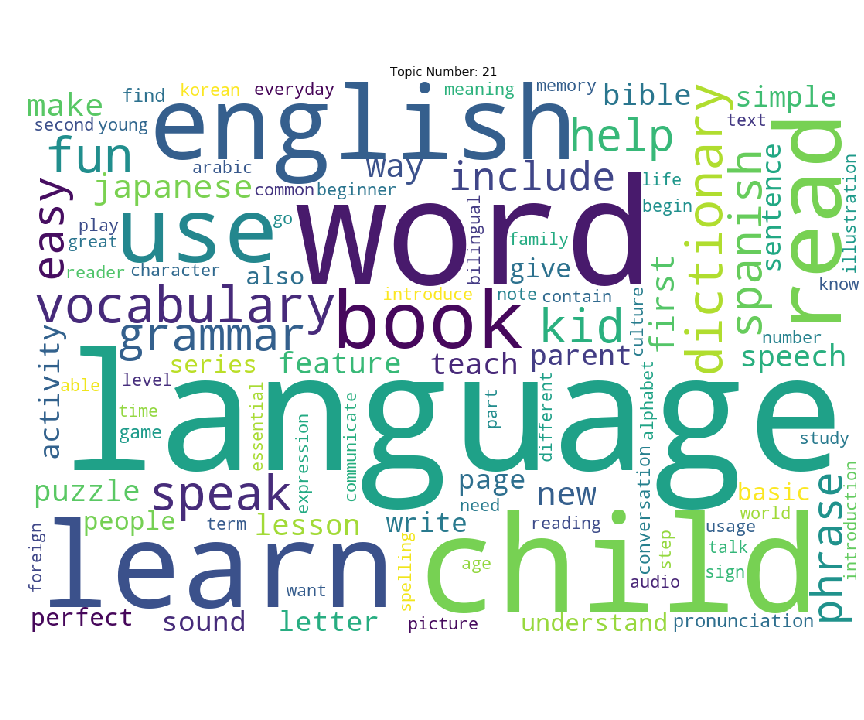 Topic Number: 21
make find korean everyday english meaning memory bible simple
second young text
fun arabic way help include dictionary read
japanese common beginner life spanish sentence illustration
easy play use go word bilingual family begin
great give
reader character also know
vocabulary introduce note contain culture first
grammar book kid number
activity series feature teach parent speech
able level
language
time essential different alphabet
game expression communicate part study
puzzle speak page new basic
people term lesson write need conversation world phrase introduction
foreign learn reading child usage
spelling step talk
want age audio sign
perfect sound letter picture understand pronunciation